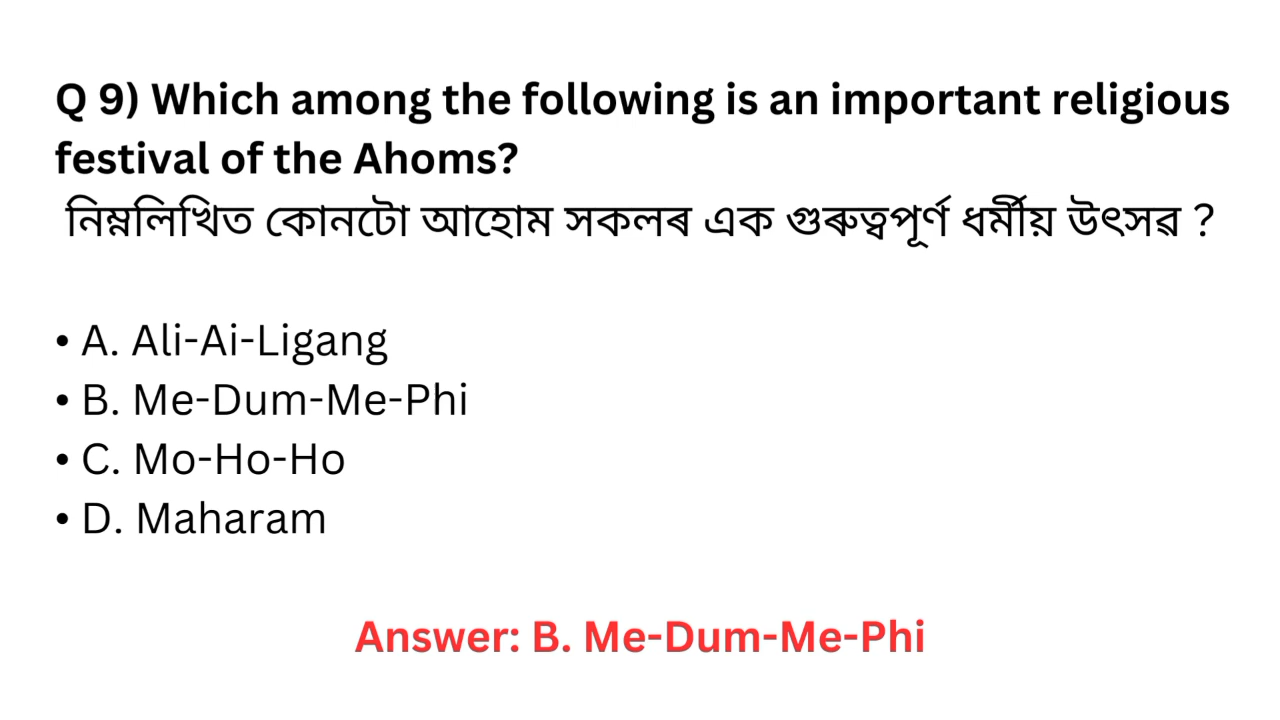 Q 9) Which among the following is an important religious
festival of the Ahoms?
নিম্নলিখিত কোনটো আহোম সকলৰ এক গুৰুত্বপূৰ্ণ ধৰ্মীয় উৎসৱ ?
• A. Ali-Ai-Ligang
• B. Me-Dum-Me-Phi
• C. Mo-Ho-Ho
• D. Maharam
Answer: B. Me-Dum-Me-Phi